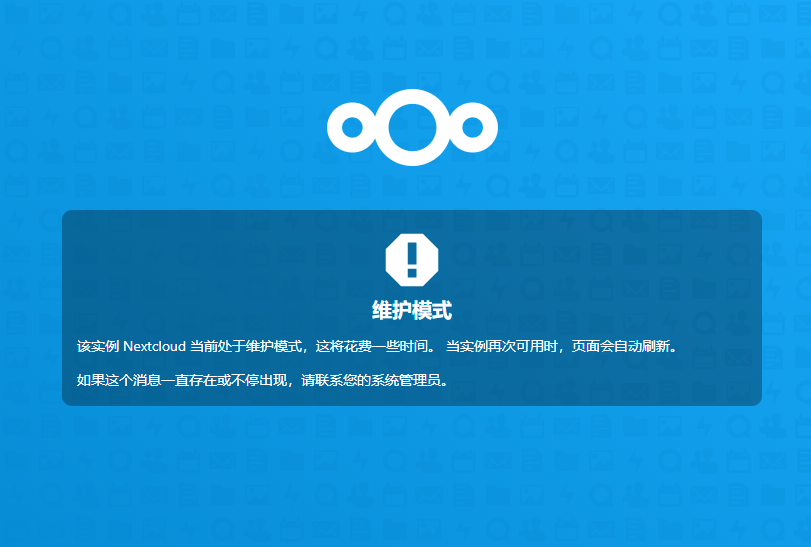 维护模式
该实例 Nextcloud 当前处于维护模式，这将花费一些时间。 当实例再次可用时，页面会自动刷新。
如果这个消息一直存在或不停出现，请联系您的系统管理员。